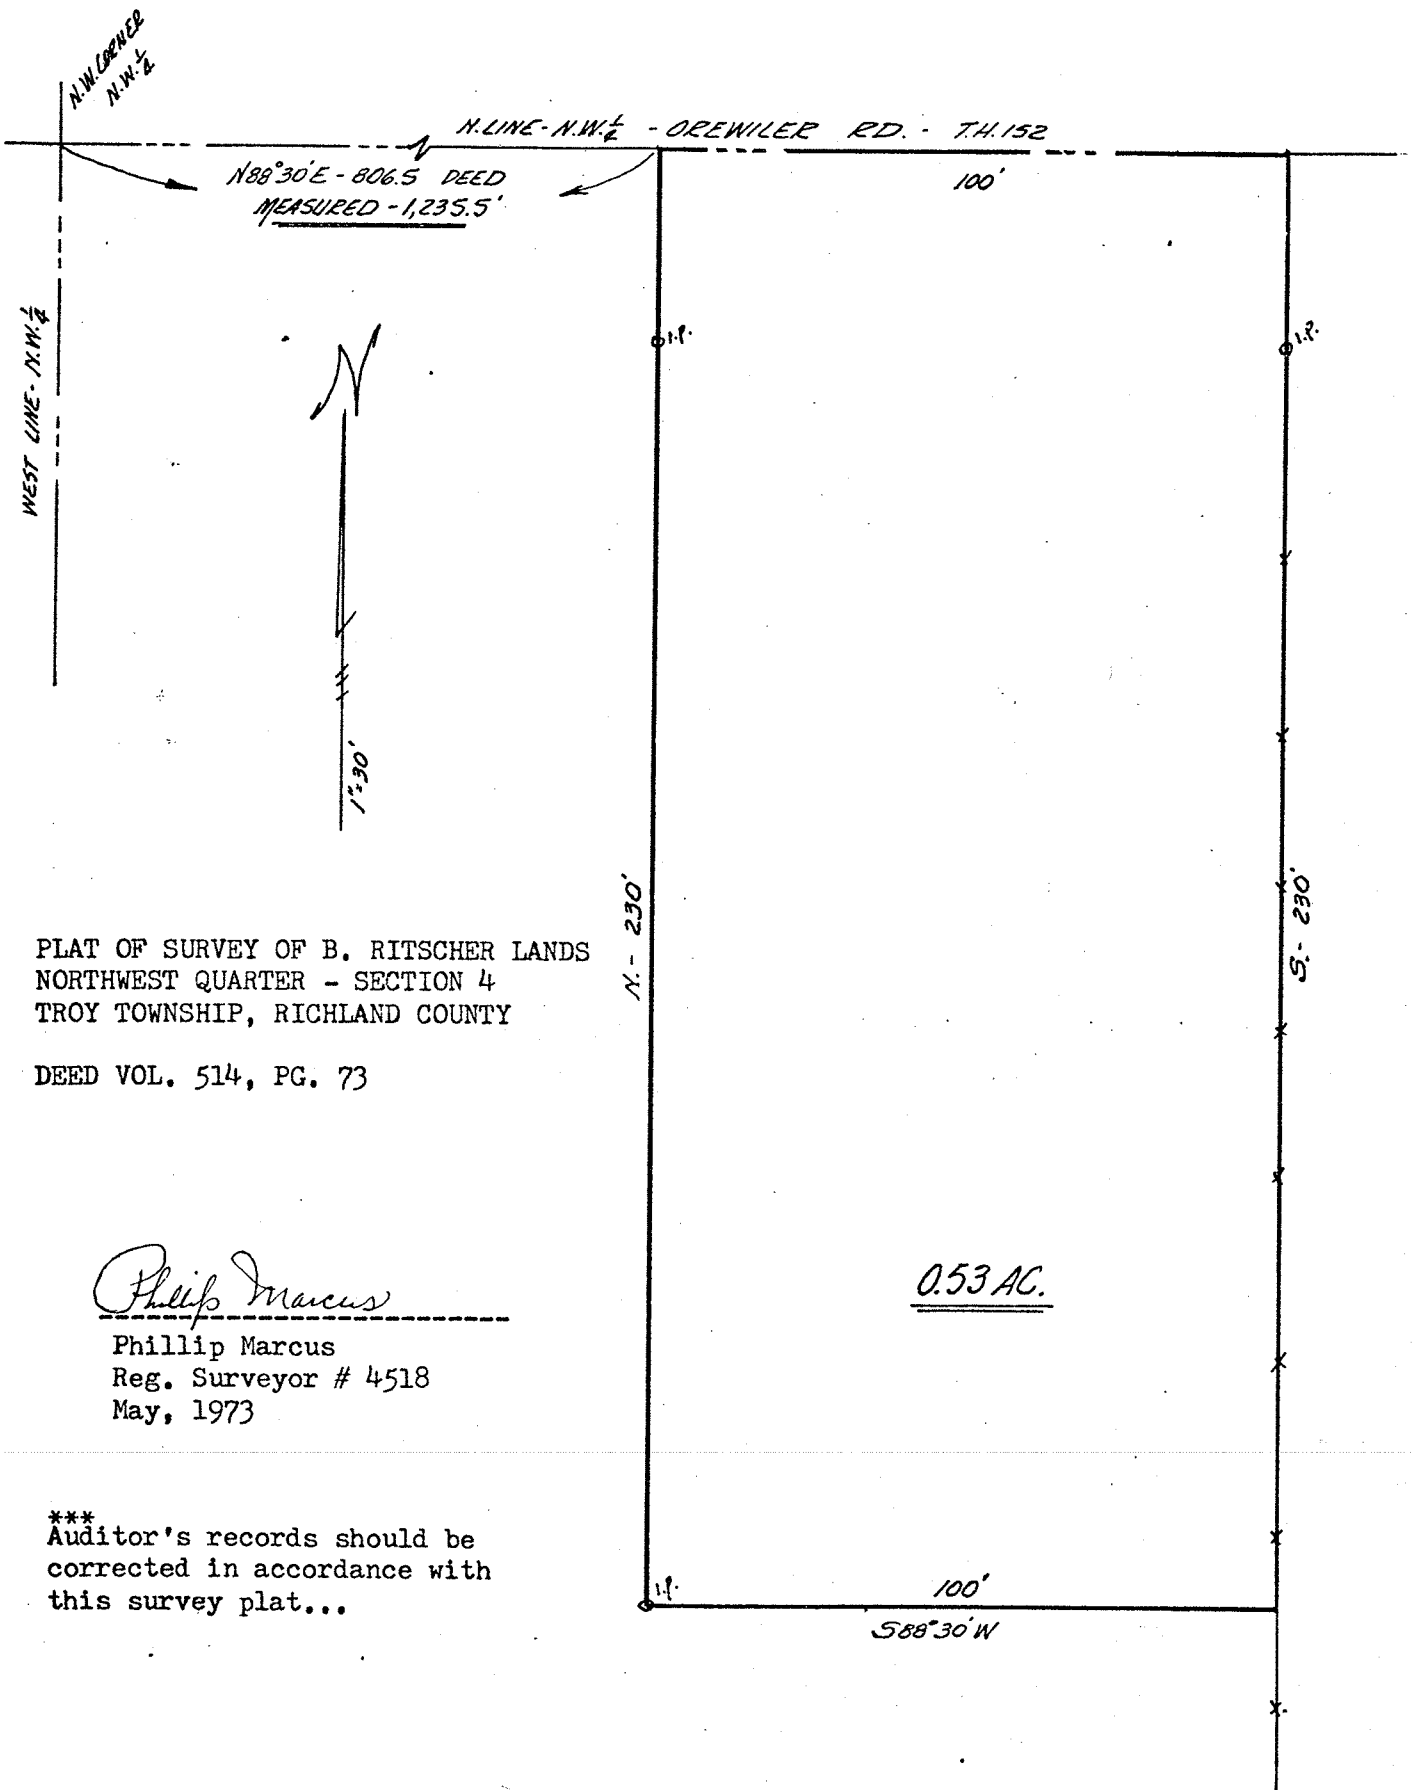 N.W. CORNER
N.W. 1/4
N. LINE - N.W. 1/4 - OREWILER RD. - T.H. 152
N88°30'E - 806.5 DEED
MEASURED - 1,235.5'
100'
WEST LINE - N.W. 1/4
I.P.
I.P.
N
1"=30'
N. - 230'
S. - 230'
PLAT OF SURVEY OF B. RITSCHER LANDS
NORTHWEST QUARTER - SECTION 4
TROY TOWNSHIP, RICHLAND COUNTY
DEED VOL. 514, PG. 73
0.53 AC.
Phillip Marcus
Phillip Marcus
Reg. Surveyor # 4518
May, 1973
***
Auditor's records should be
corrected in accordance with
this survey plat...
I.P.
100'
S88°30'W